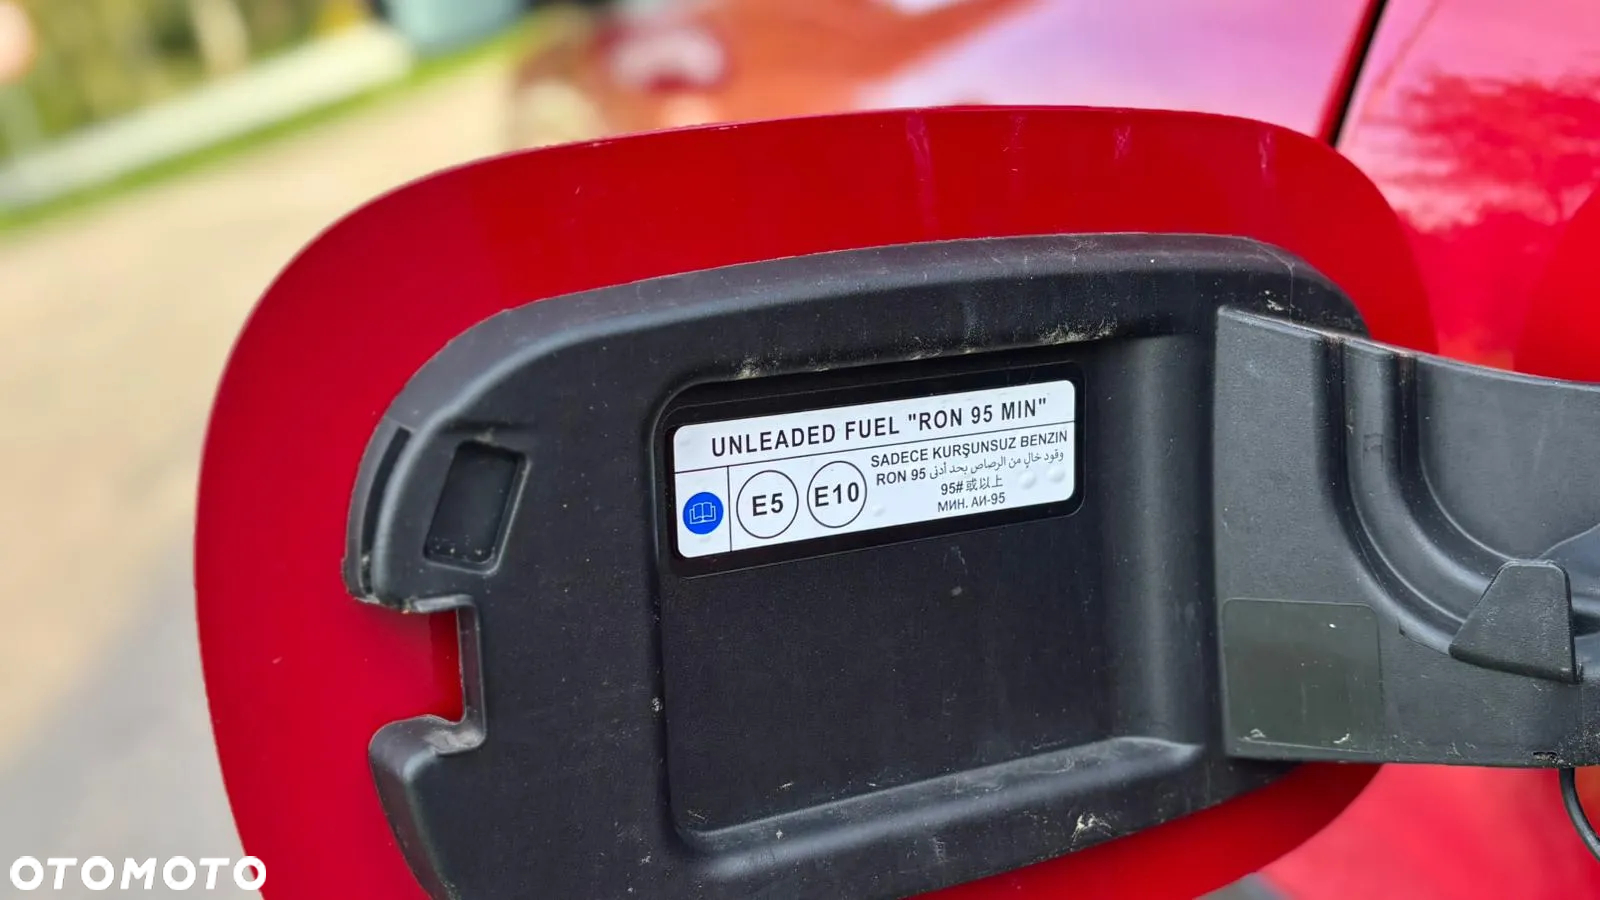 UNLEADED FUEL "RON 95 MIN"
E5 E10
SADECE KURŞUNSUZ BENZIN
وقود خالٍ من الرصاص بحد أدنى RON 95
95#或以上
МИН. АИ-95
OTOMOTO